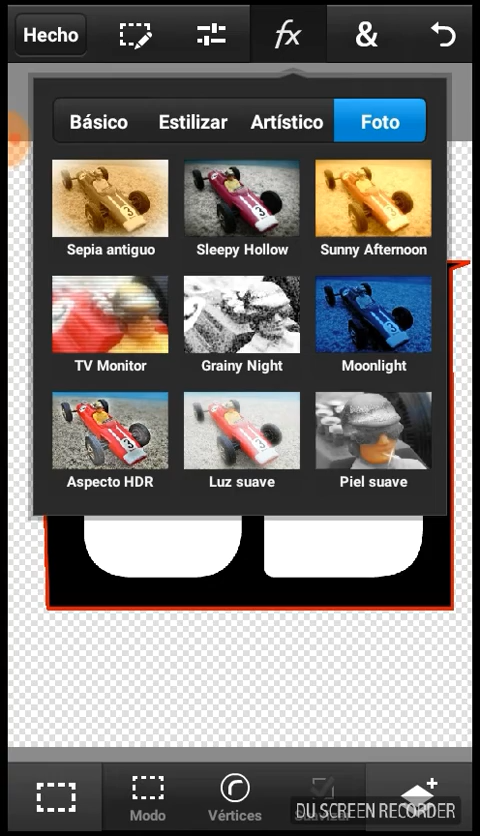 Hecho
fx
&
Básico Estilizar Artístico Foto
Sepia antiguo Sleepy Hollow Sunny Afternoon
TV Monitor Grainy Night Moonlight
Aspecto HDR Luz suave Piel suave
Modo Vértices
DU SCREEN RECORDER